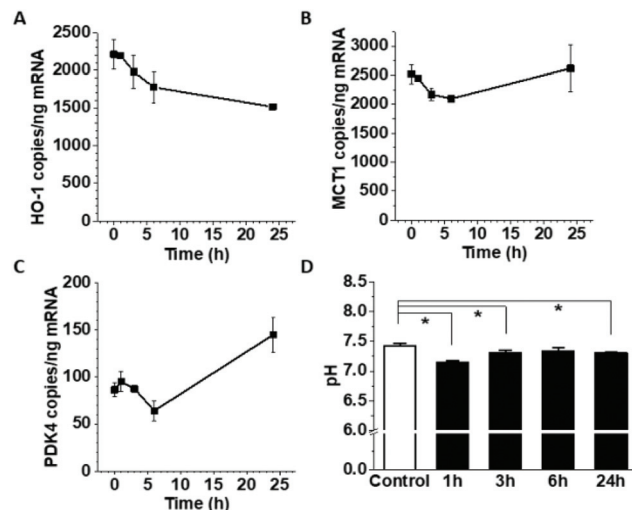 A
HO-1 copies/ng mRNA
2500
2000
1500
1000
500
0
0 5 10 15 20 25
Time (h)
B
MCT1 copies/ng mRNA
3000
2500
2000
1500
1000
500
0
0 5 10 15 20 25
Time (h)
C
PDK4 copies/ng mRNA
200
150
100
50
0
0 5 10 15 20 25
Time (h)
D
pH
8.0
7.5
7.0
6.5
6.0
0.0
* * *
Control 1h 3h 6h 24h